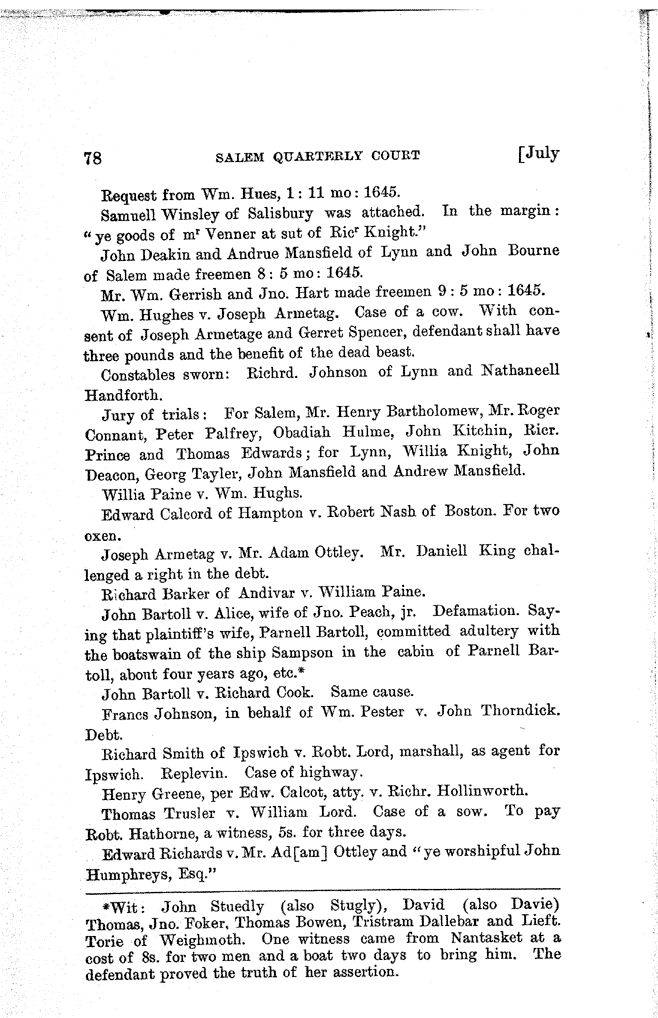 78 SALEM QUARTERLY COURT [July
Request from Wm. Hues, 1: 11 mo: 1645.
Samuell Winsley of Salisbury was attached. In the margin:
"ye goods of mʳ Venner at sut of Ricʳ Knight."
John Deakin and Andrue Mansfield of Lynn and John Bourne
of Salem made freemen 8: 5 mo: 1645.
Mr. Wm. Gerrish and Jno. Hart made freemen 9: 5 mo: 1645.
Wm. Hughes v. Joseph Armetag. Case of a cow. With con-
sent of Joseph Armetage and Gerret Spencer, defendant shall have
three pounds and the benefit of the dead beast.
Constables sworn: Richrd. Johnson of Lynn and Nathaneell
Handforth.
Jury of trials: For Salem, Mr. Henry Bartholomew, Mr. Roger
Connant, Peter Palfrey, Obadiah Hulme, John Kitchin, Ricr.
Prince and Thomas Edwards; for Lynn, Willia Knight, John
Deacon, Georg Tayler, John Mansfield and Andrew Mansfield.
Willia Paine v. Wm. Hughs.
Edward Calcord of Hampton v. Robert Nash of Boston. For two
oxen.
Joseph Armetag v. Mr. Adam Ottley. Mr. Daniell King chal-
lenged a right in the debt.
Richard Barker of Andivar v. William Paine.
John Bartoll v. Alice, wife of Jno. Peach, jr. Defamation. Say-
ing that plaintiff's wife, Parnell Bartoll, committed adultery with
the boatswain of the ship Sampson in the cabin of Parnell Bar-
toll, about four years ago, etc.*
John Bartoll v. Richard Cook. Same cause.
Francs Johnson, in behalf of Wm. Pester v. John Thorndick.
Debt.
Richard Smith of Ipswich v. Robt. Lord, marshall, as agent for
Ipswich. Replevin. Case of highway.
Henry Greene, per Edw. Calcot, atty. v. Richr. Hollinworth.
Thomas Trusler v. William Lord. Case of a sow. To pay
Robt. Hathorne, a witness, 5s. for three days.
Edward Richards v. Mr. Ad[am] Ottley and "ye worshipful John
Humphreys, Esq."
*Wit: John Stuedly (also Stugly), David (also Davie)
Thomas, Jno. Foker, Thomas Bowen, Tristram Dallebar and Lieft.
Torie of Weighmoth. One witness came from Nantasket at a
cost of 8s. for two men and a boat two days to bring him. The
defendant proved the truth of her assertion.